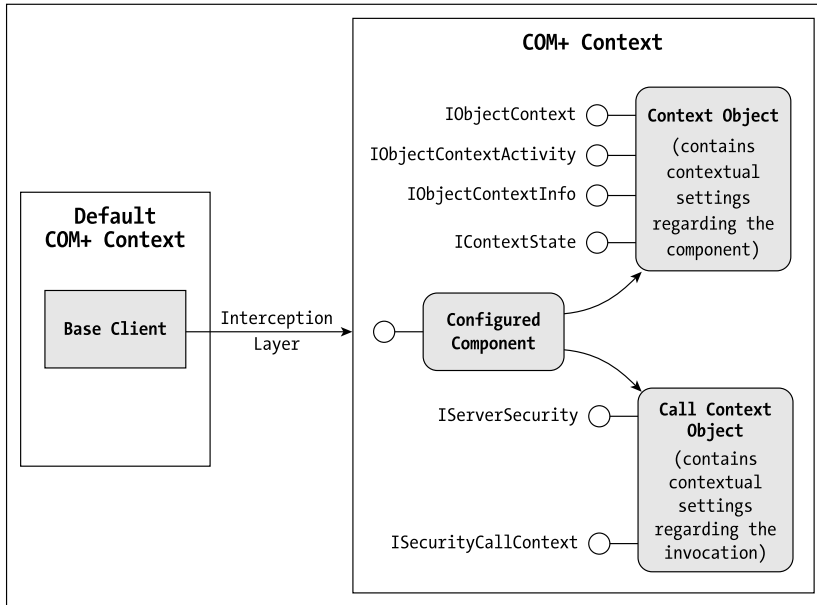 COM+ Context
IObjectContext
IObjectContextActivity
IObjectContextInfo
IContextState
Context Object
(contains
contextual
settings
regarding the
component)
Default
COM+ Context
Base Client
Interception
Layer
Configured
Component
IServerSecurity
ISecurityCallContext
Call Context
Object
(contains
contextual
settings
regarding the
invocation)